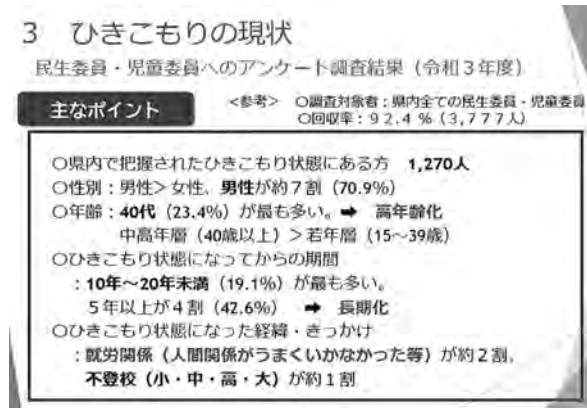 3 ひきこもりの現状
民生委員・児童委員へのアンケート調査結果（令和3年度）
主なポイント
<参考> 〇調査対象者：県内全ての民生委員・児童委員
〇回収率：９２.４％（3,777人）
〇県内で把握されたひきこもり状態にある方 1,270人
〇性別：男性＞女性、男性が約７割（70.9%）
〇年齢：40代（23.4%）が最も多い。➡ 高年齢化
中高年層（40歳以上）＞若年層（15～39歳）
〇ひきこもり状態になってからの期間
：10年～20年未満（19.1%）が最も多い。
５年以上が４割（42.6%） ➡ 長期化
〇ひきこもり状態になった経緯・きっかけ
：就労関係（人間関係がうまくいかなかった等）が約２割、
不登校（小・中・高・大）が約１割